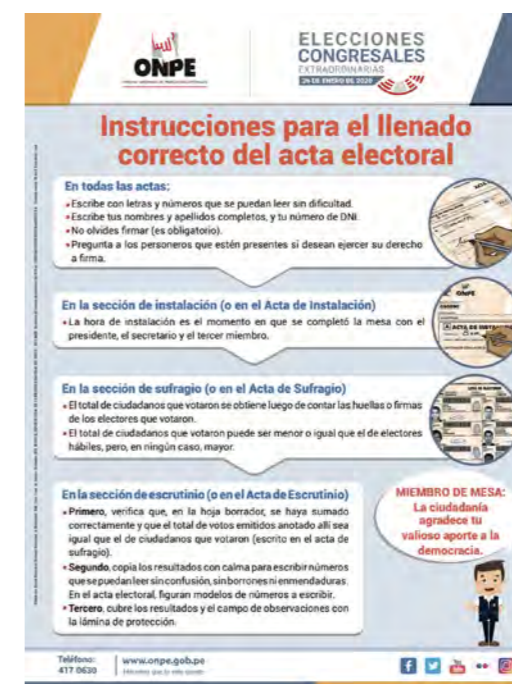 ONPE
ELECCIONES
CONGRESALES
EXTRAORDINARIAS
26 DE ENERO DE 2020
Instrucciones para el llenado
correcto del acta electoral
En todas las actas:
• Escribe con letras y números que se puedan leer sin dificultad.
• Escribe tus nombres y apellidos completos, y tu número de DNI.
• No olvides firmar (es obligatorio).
• Pregunta a los personeros que estén presentes si desean ejercer su derecho
a firma.
En la sección de instalación (o en el Acta de Instalación)
• La hora de instalación es el momento en que se completó la mesa con el
presidente, el secretario y el tercer miembro.
En la sección de sufragio (o en el Acta de Sufragio)
• El total de ciudadanos que votaron se obtiene luego de contar las huellas o firmas
de los electores que votaron.
• El total de ciudadanos que votaron puede ser menor o igual que el de electores
hábiles, pero, en ningún caso, mayor.
En la sección de escrutinio (o en el Acta de Escrutinio)
• Primero, verifica que, en la hoja borrador, se haya sumado
correctamente y que el total de votos emitidos anotado allí sea
igual que el de ciudadanos que votaron (escrito en el acta de
sufragio).
• Segundo, copia los resultados con calma para escribir números
que se puedan leer sin confusión, sin borrones ni enmendaduras.
En el acta electoral, figuran modelos de números a escribir.
• Tercero, cubre los resultados y el campo de observaciones con
la lámina de protección.
MIEMBRO DE MESA:
La ciudadanía
agradece tu
valioso aporte a la
democracia.
Teléfono:
417 0630
www.onpe.gob.pe